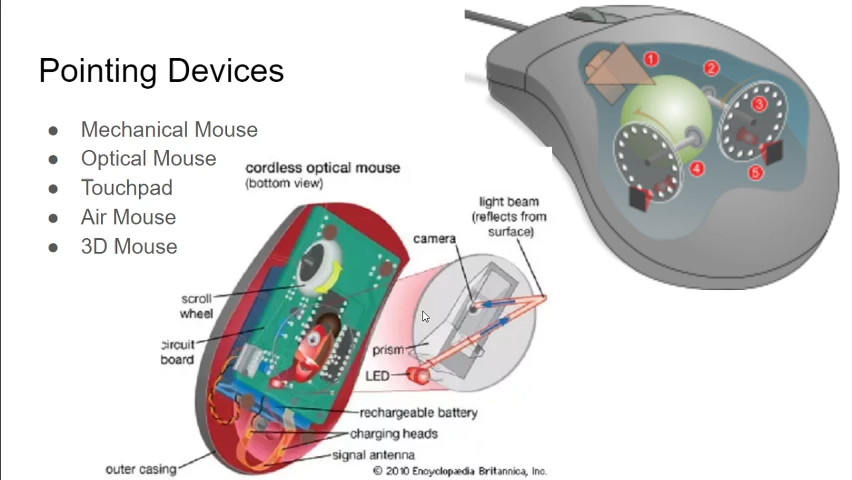 Pointing Devices
● Mechanical Mouse
● Optical Mouse
● Touchpad
● Air Mouse
● 3D Mouse
cordless optical mouse
(bottom view)
light beam
(reflects from
surface)
camera
scroll
wheel
circuit
board
prism
LED
rechargeable battery
charging heads
signal antenna
outer casing
© 2010 Encyclopædia Britannica, Inc.
1
2
3
4
5